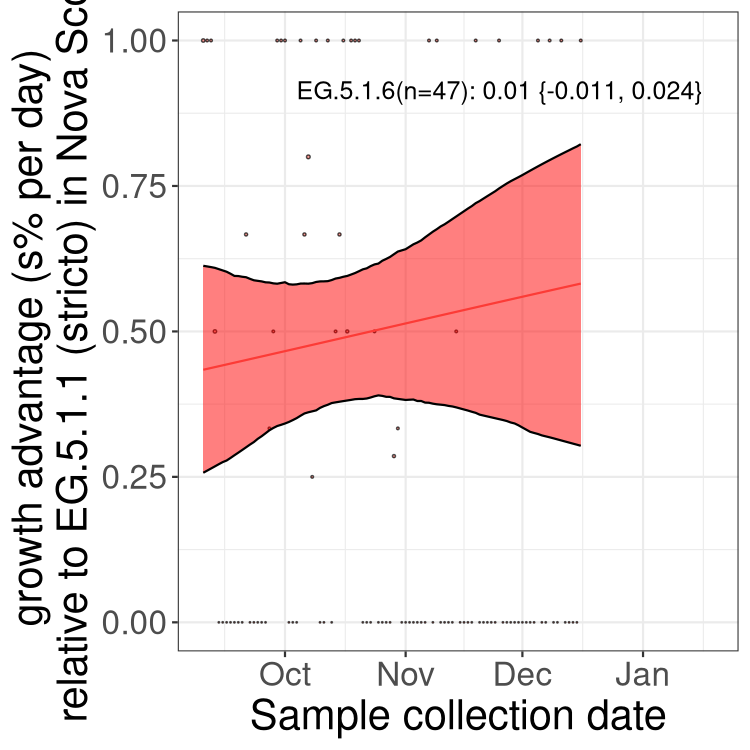 growth advantage (s% per day)
relative to EG.5.1.1 (stricto) in Nova Sco
1.00
0.75
0.50
0.25
0.00
EG.5.1.6(n=47): 0.01 {-0.011, 0.024}
Oct Nov Dec Jan
Sample collection date